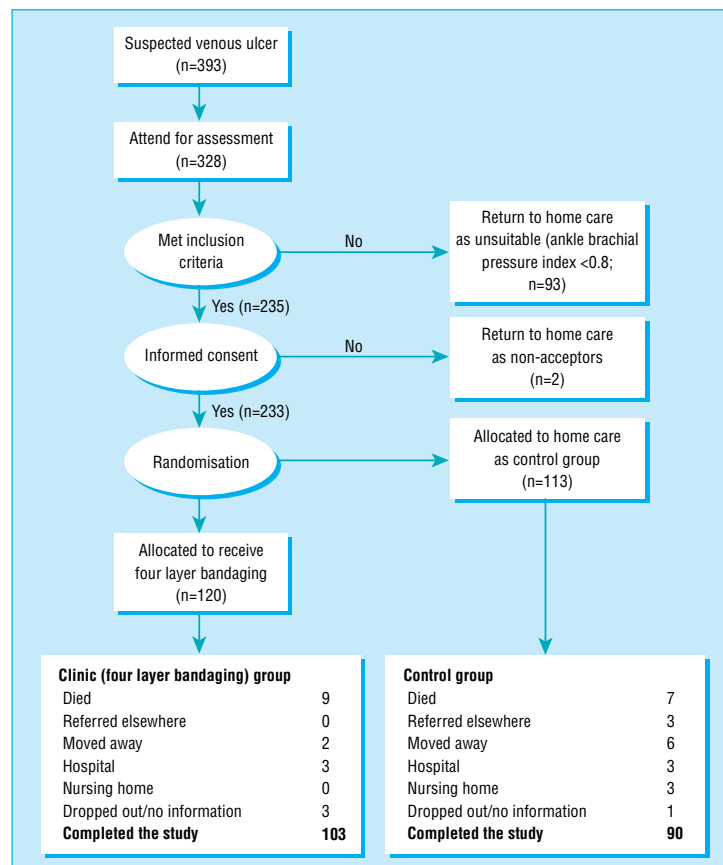 Suspected venous ulcer
(n=393)
Attend for assessment
(n=328)
Met inclusion
criteria
No
Return to home care
as unsuitable (ankle brachial
pressure index <0.8;
n=93)
Yes (n=235)
Informed consent
No
Return to home care
as non-acceptors
(n=2)
Yes (n=233)
Randomisation
Allocated to home care
as control group
(n=113)
Allocated to receive
four layer bandaging
(n=120)
Clinic (four layer bandaging) group
Died 9
Referred elsewhere 0
Moved away 2
Hospital 3
Nursing home 0
Dropped out/no information 3
Completed the study 103
Control group
Died 7
Referred elsewhere 3
Moved away 6
Hospital 3
Nursing home 3
Dropped out/no information 1
Completed the study 90